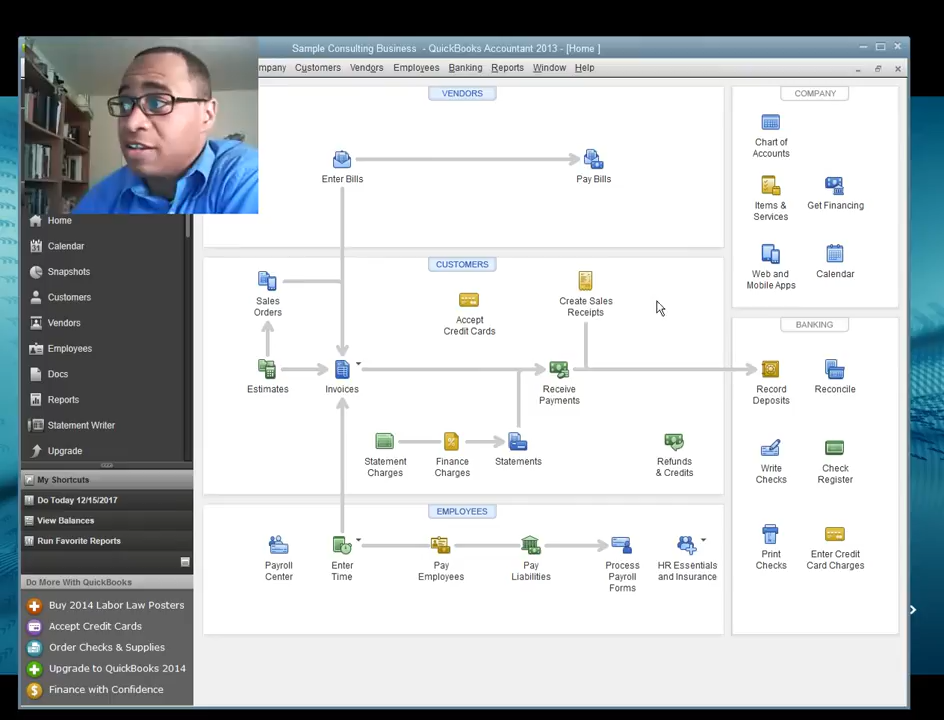 Sample Consulting Business - QuickBooks Accountant 2013 - [Home ]
mpany Customers Vendors Employees Banking Reports Window Help
VENDORS
Enter Bills
Pay Bills
CUSTOMERS
Sales
Orders
Accept
Credit Cards
Create Sales
Receipts
Estimates
Invoices
Receive
Payments
Statement
Charges
Finance
Charges
Statements
Refunds
& Credits
EMPLOYEES
Payroll
Center
Enter
Time
Pay
Employees
Pay
Liabilities
Process
Payroll
Forms
HR Essentials
and Insurance
COMPANY
Chart of
Accounts
Items &
Services
Get Financing
Web and
Mobile Apps
Calendar
BANKING
Record
Deposits
Reconcile
Write
Checks
Check
Register
Print
Checks
Enter Credit
Card Charges
Home
Calendar
Snapshots
Customers
Vendors
Employees
Docs
Reports
Statement Writer
Upgrade
My Shortcuts
Do Today 12/15/2017
View Balances
Run Favorite Reports
Do More With QuickBooks
Buy 2014 Labor Law Posters
Accept Credit Cards
Order Checks & Supplies
Upgrade to QuickBooks 2014
Finance with Confidence